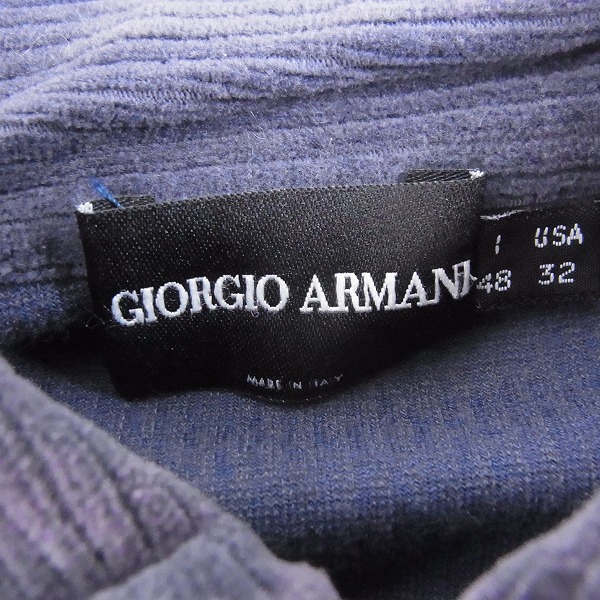 GIORGIO ARMANI
MADE IN ITALY
I USA
48 32